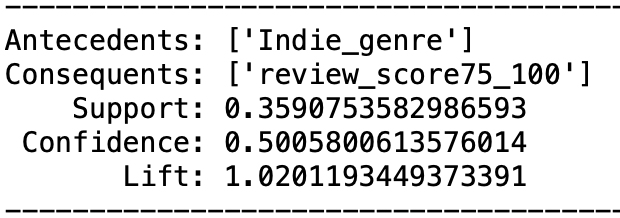 ----------------------------------------
Antecedents: ['Indie_genre']
Consequents: ['review_score75_100']
Support: 0.3590753582986593
Confidence: 0.5005800613576014
Lift: 1.0201193449373391
----------------------------------------